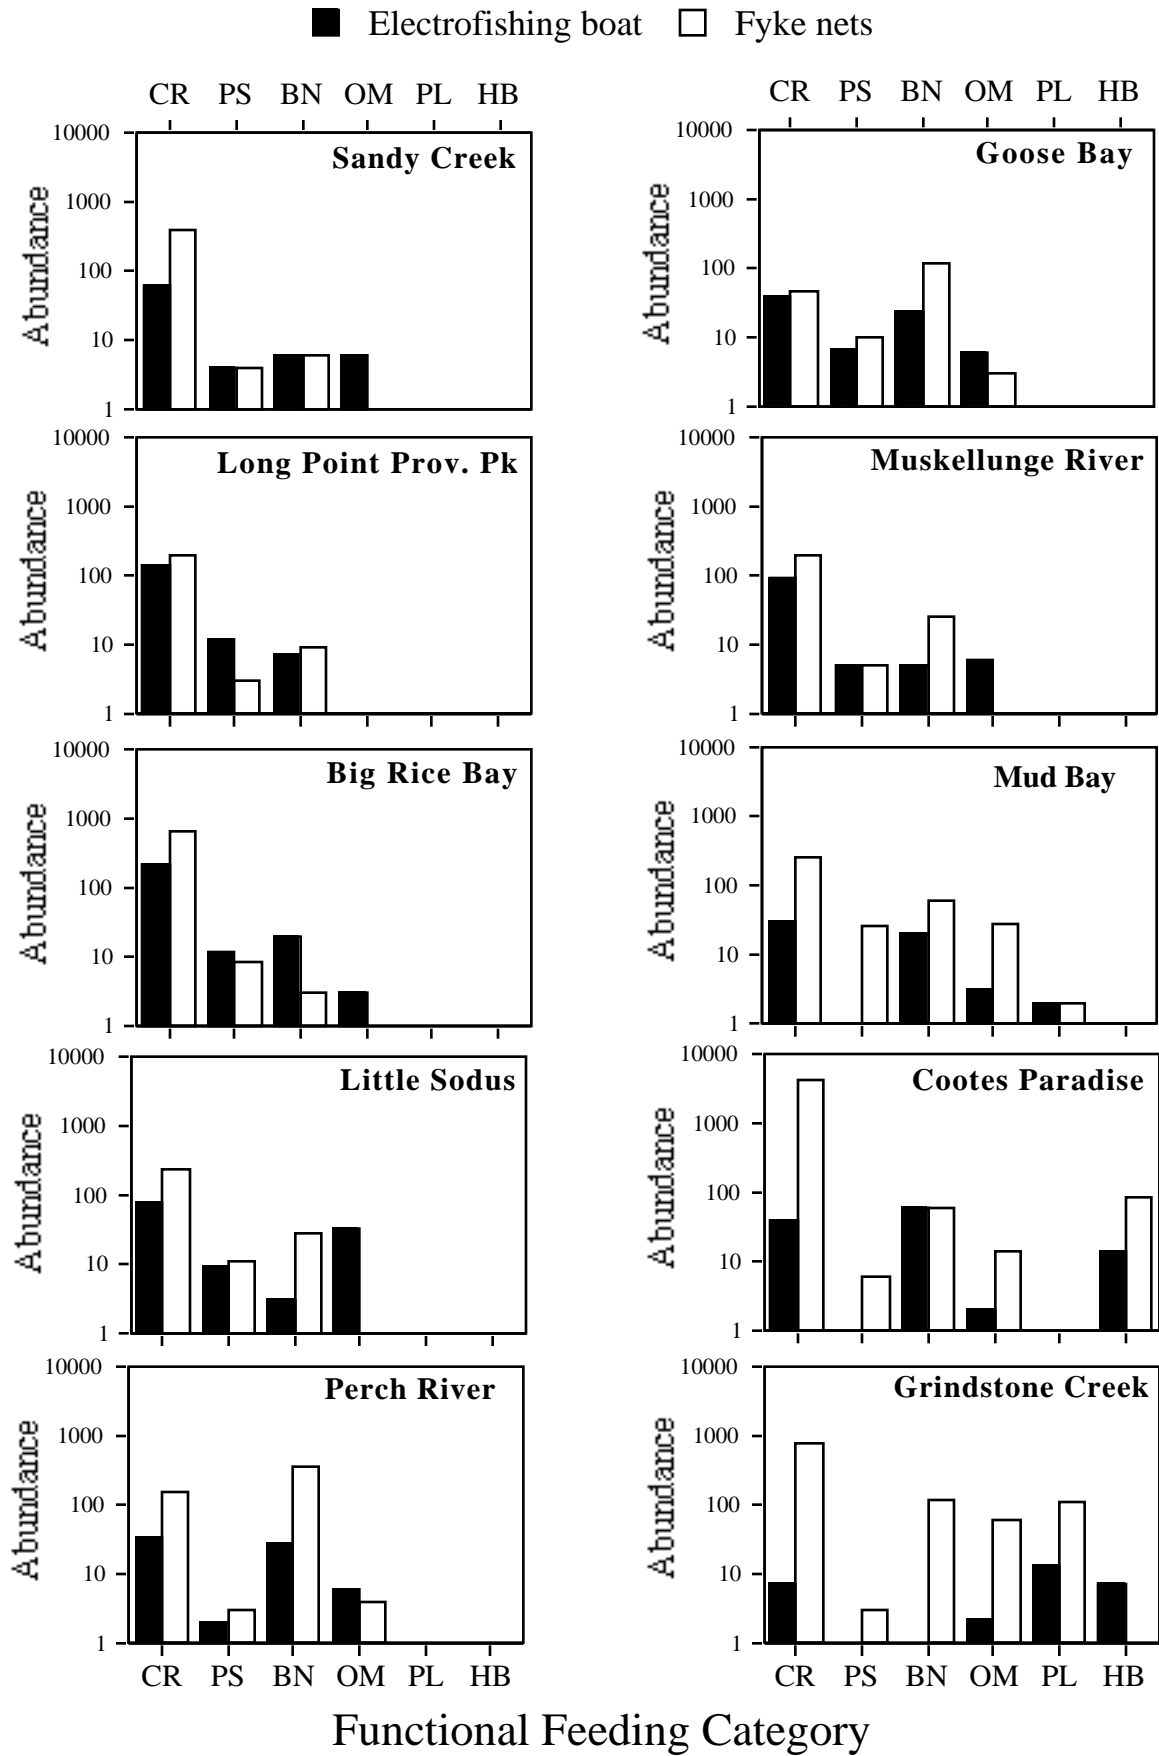 Electrofishing boat Fyke nets
CR PS BN OM PL HB
CR PS BN OM PL HB
Sandy Creek
10000
1000
100
10
1
Abundance
Goose Bay
10000
1000
100
10
1
Abundance
Long Point Prov. Pk
10000
1000
100
10
1
Abundance
Muskellunge River
10000
1000
100
10
1
Abundance
Big Rice Bay
10000
1000
100
10
1
Abundance
Mud Bay
10000
1000
100
10
1
Abundance
Little Sodus
10000
1000
100
10
1
Abundance
Cootes Paradise
10000
1000
100
10
1
Abundance
Perch River
10000
1000
100
10
1
Abundance
Grindstone Creek
10000
1000
100
10
1
Abundance
CR PS BN OM PL HB
CR PS BN OM PL HB
Functional Feeding Category